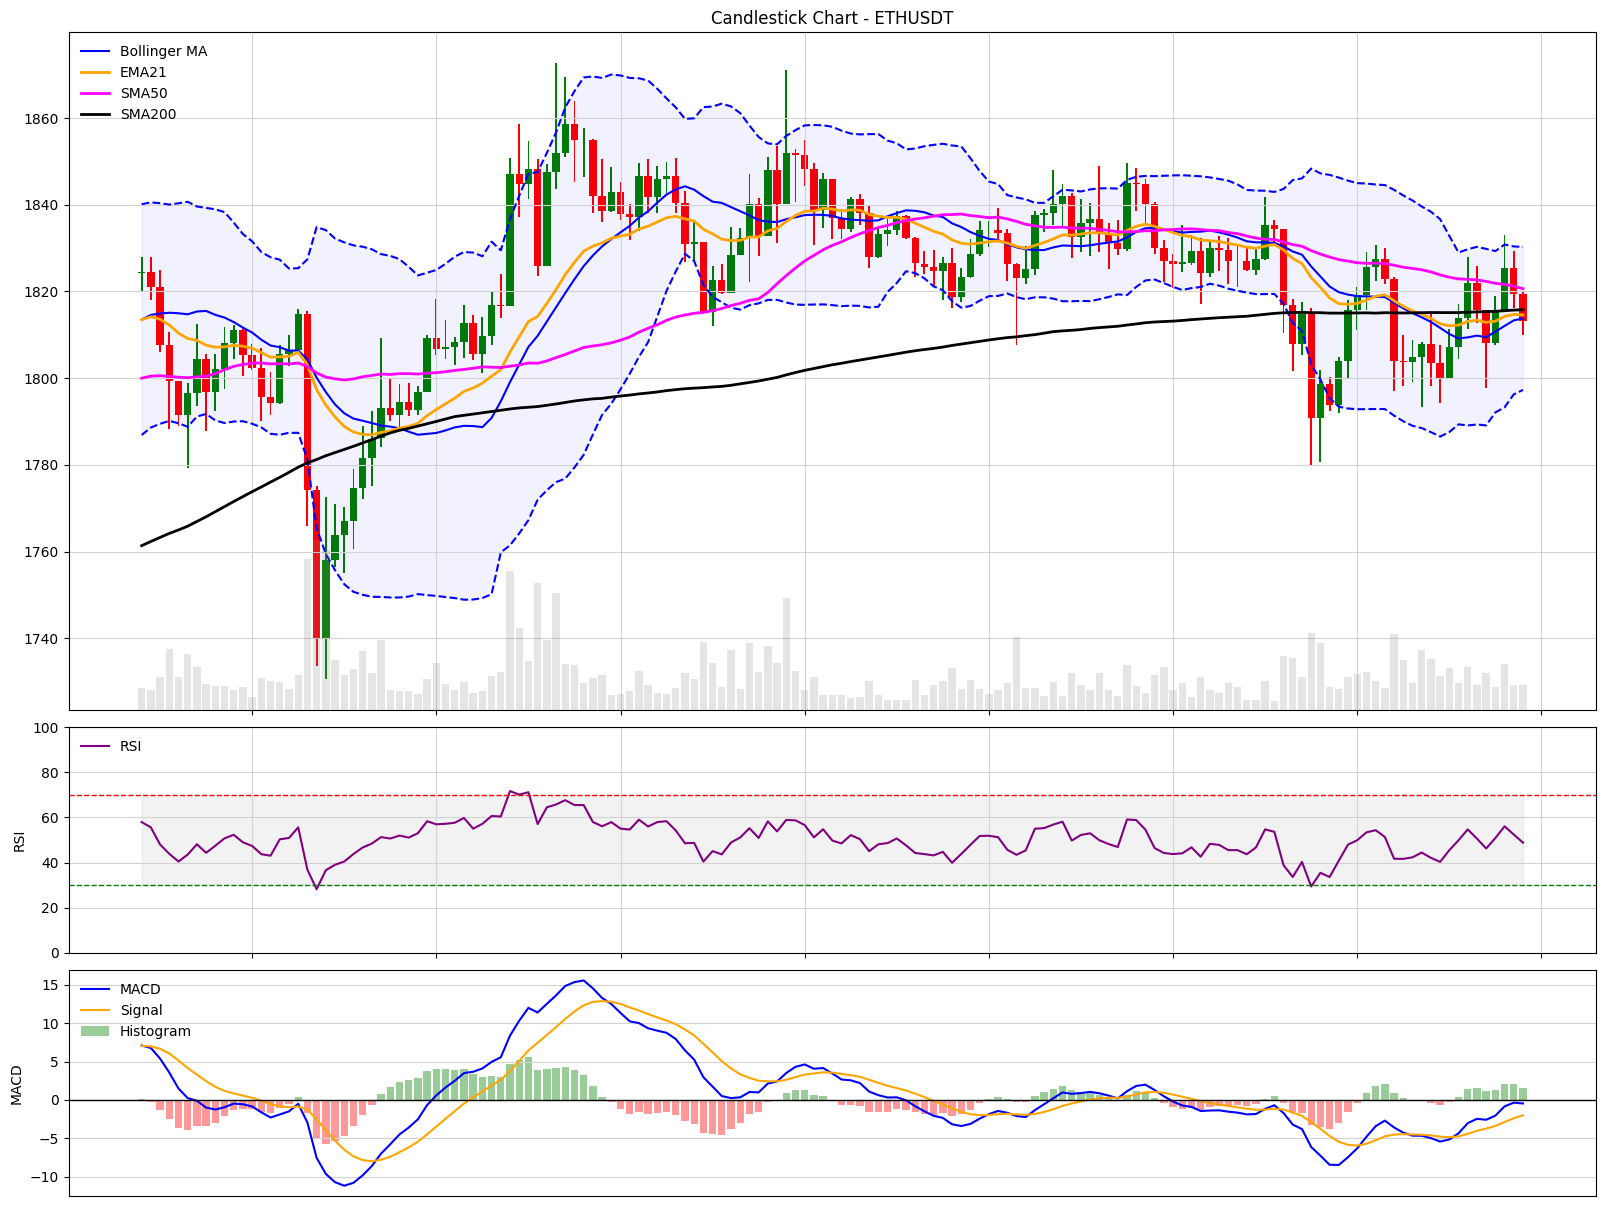 Candlestick Chart - ETHUSDT
Bollinger MA
EMA21
SMA50
SMA200
1860
1840
1820
1800
1780
1760
1740
100
80
60
40
20
0
RSI
RSI
15
10
5
0
−5
−10
MACD
MACD
Signal
Histogram